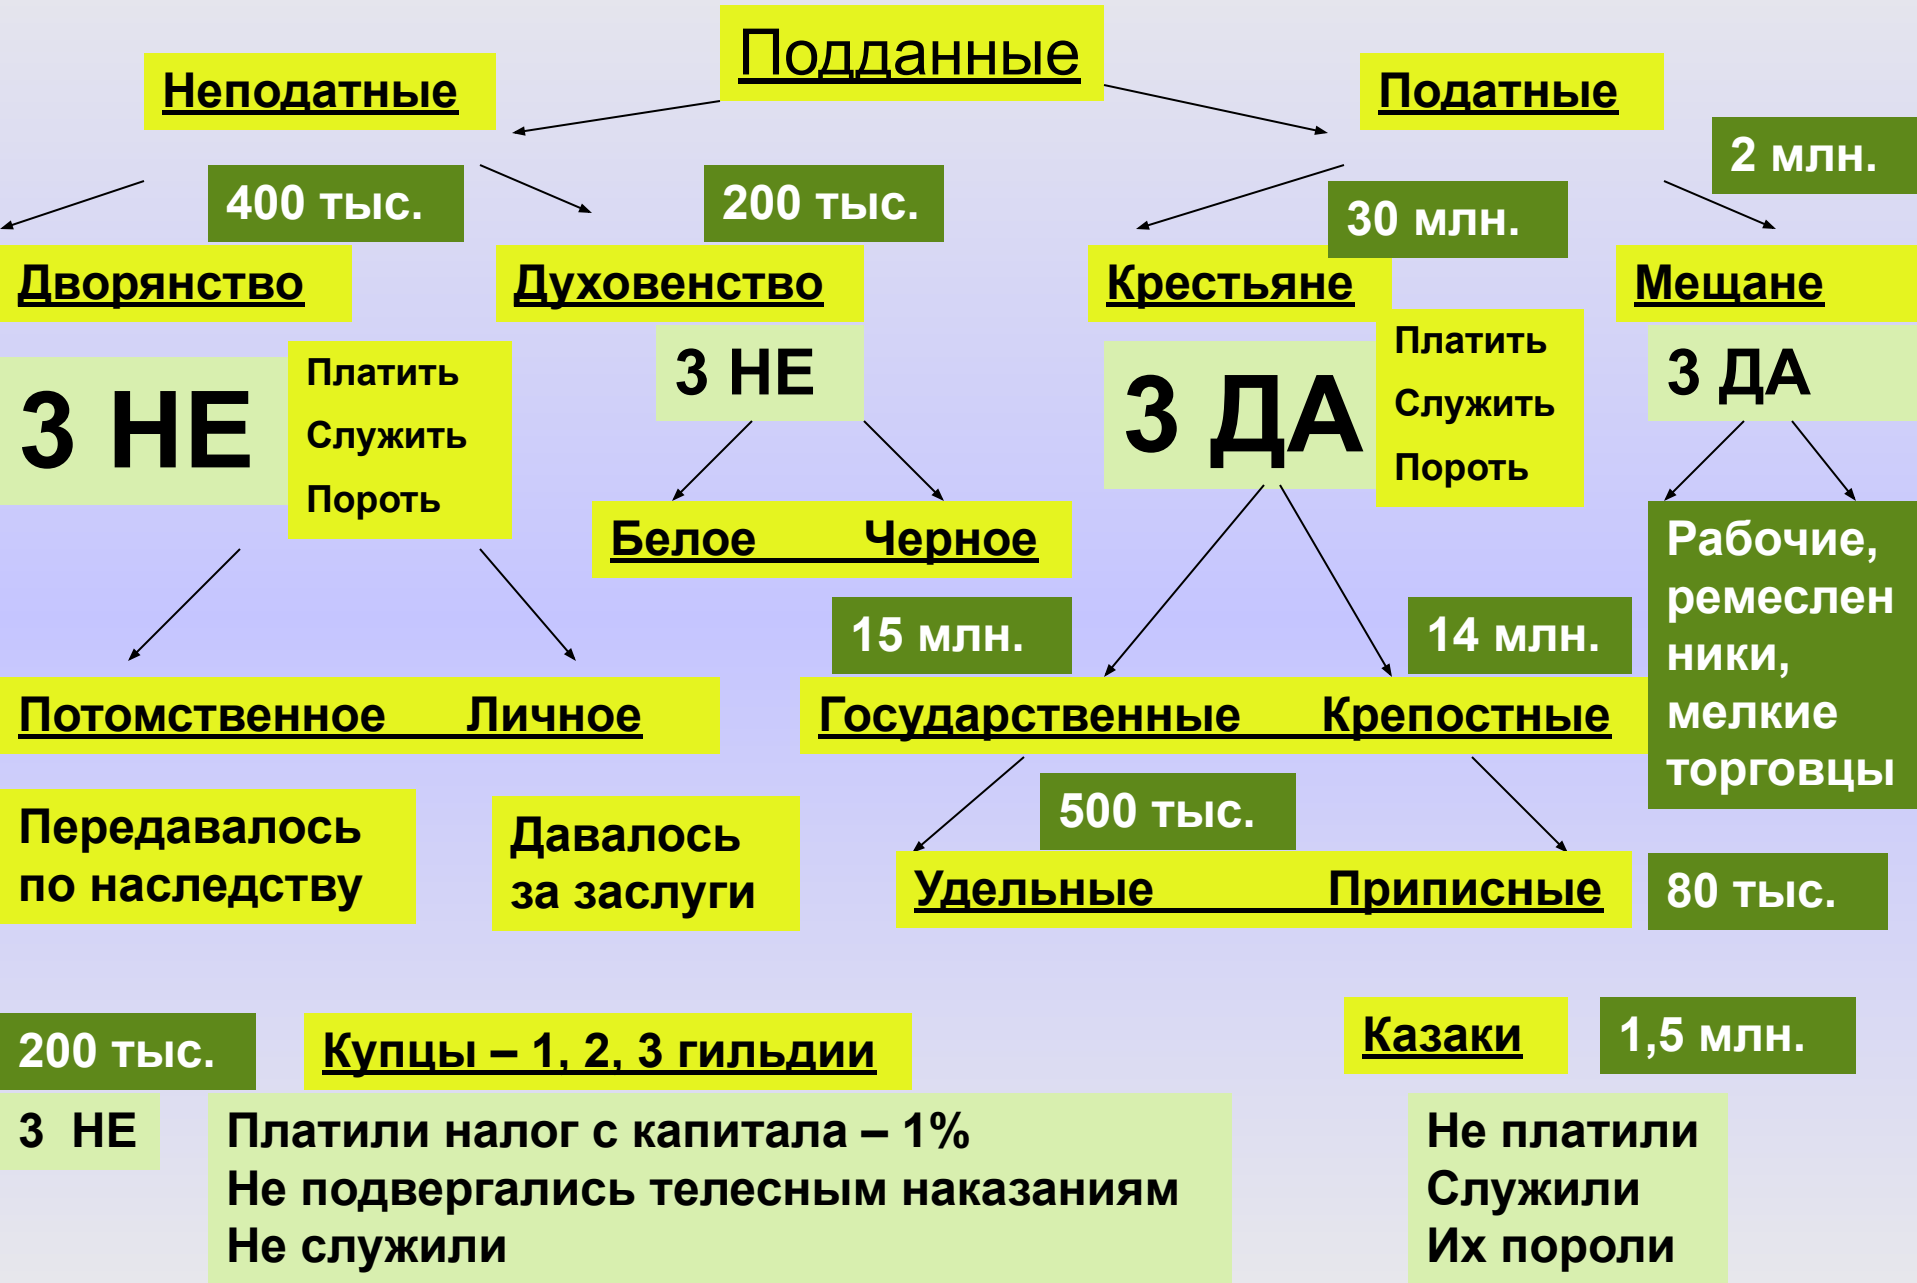 Подданные
Неподатные
Податные
2 млн.
400 тыс.
200 тыс.
30 млн.
Дворянство
Духовенство
Крестьяне
Мещане
3 НЕ
Платить
Служить
Пороть
3 НЕ
3 ДА
Платить
Служить
Пороть
3 ДА
Белое Черное
Рабочие,
ремеслен
ники,
мелкие
торговцы
15 млн.
14 млн.
Потомственное Личное
Государственные Крепостные
Передавалось
по наследству
Давалось
за заслуги
500 тыс.
Удельные Приписные
80 тыс.
200 тыс.
Купцы – 1, 2, 3 гильдии
Казаки
1,5 млн.
3 НЕ
Платили налог с капитала – 1%
Не подвергались телесным наказаниям
Не служили
Не платили
Служили
Их пороли